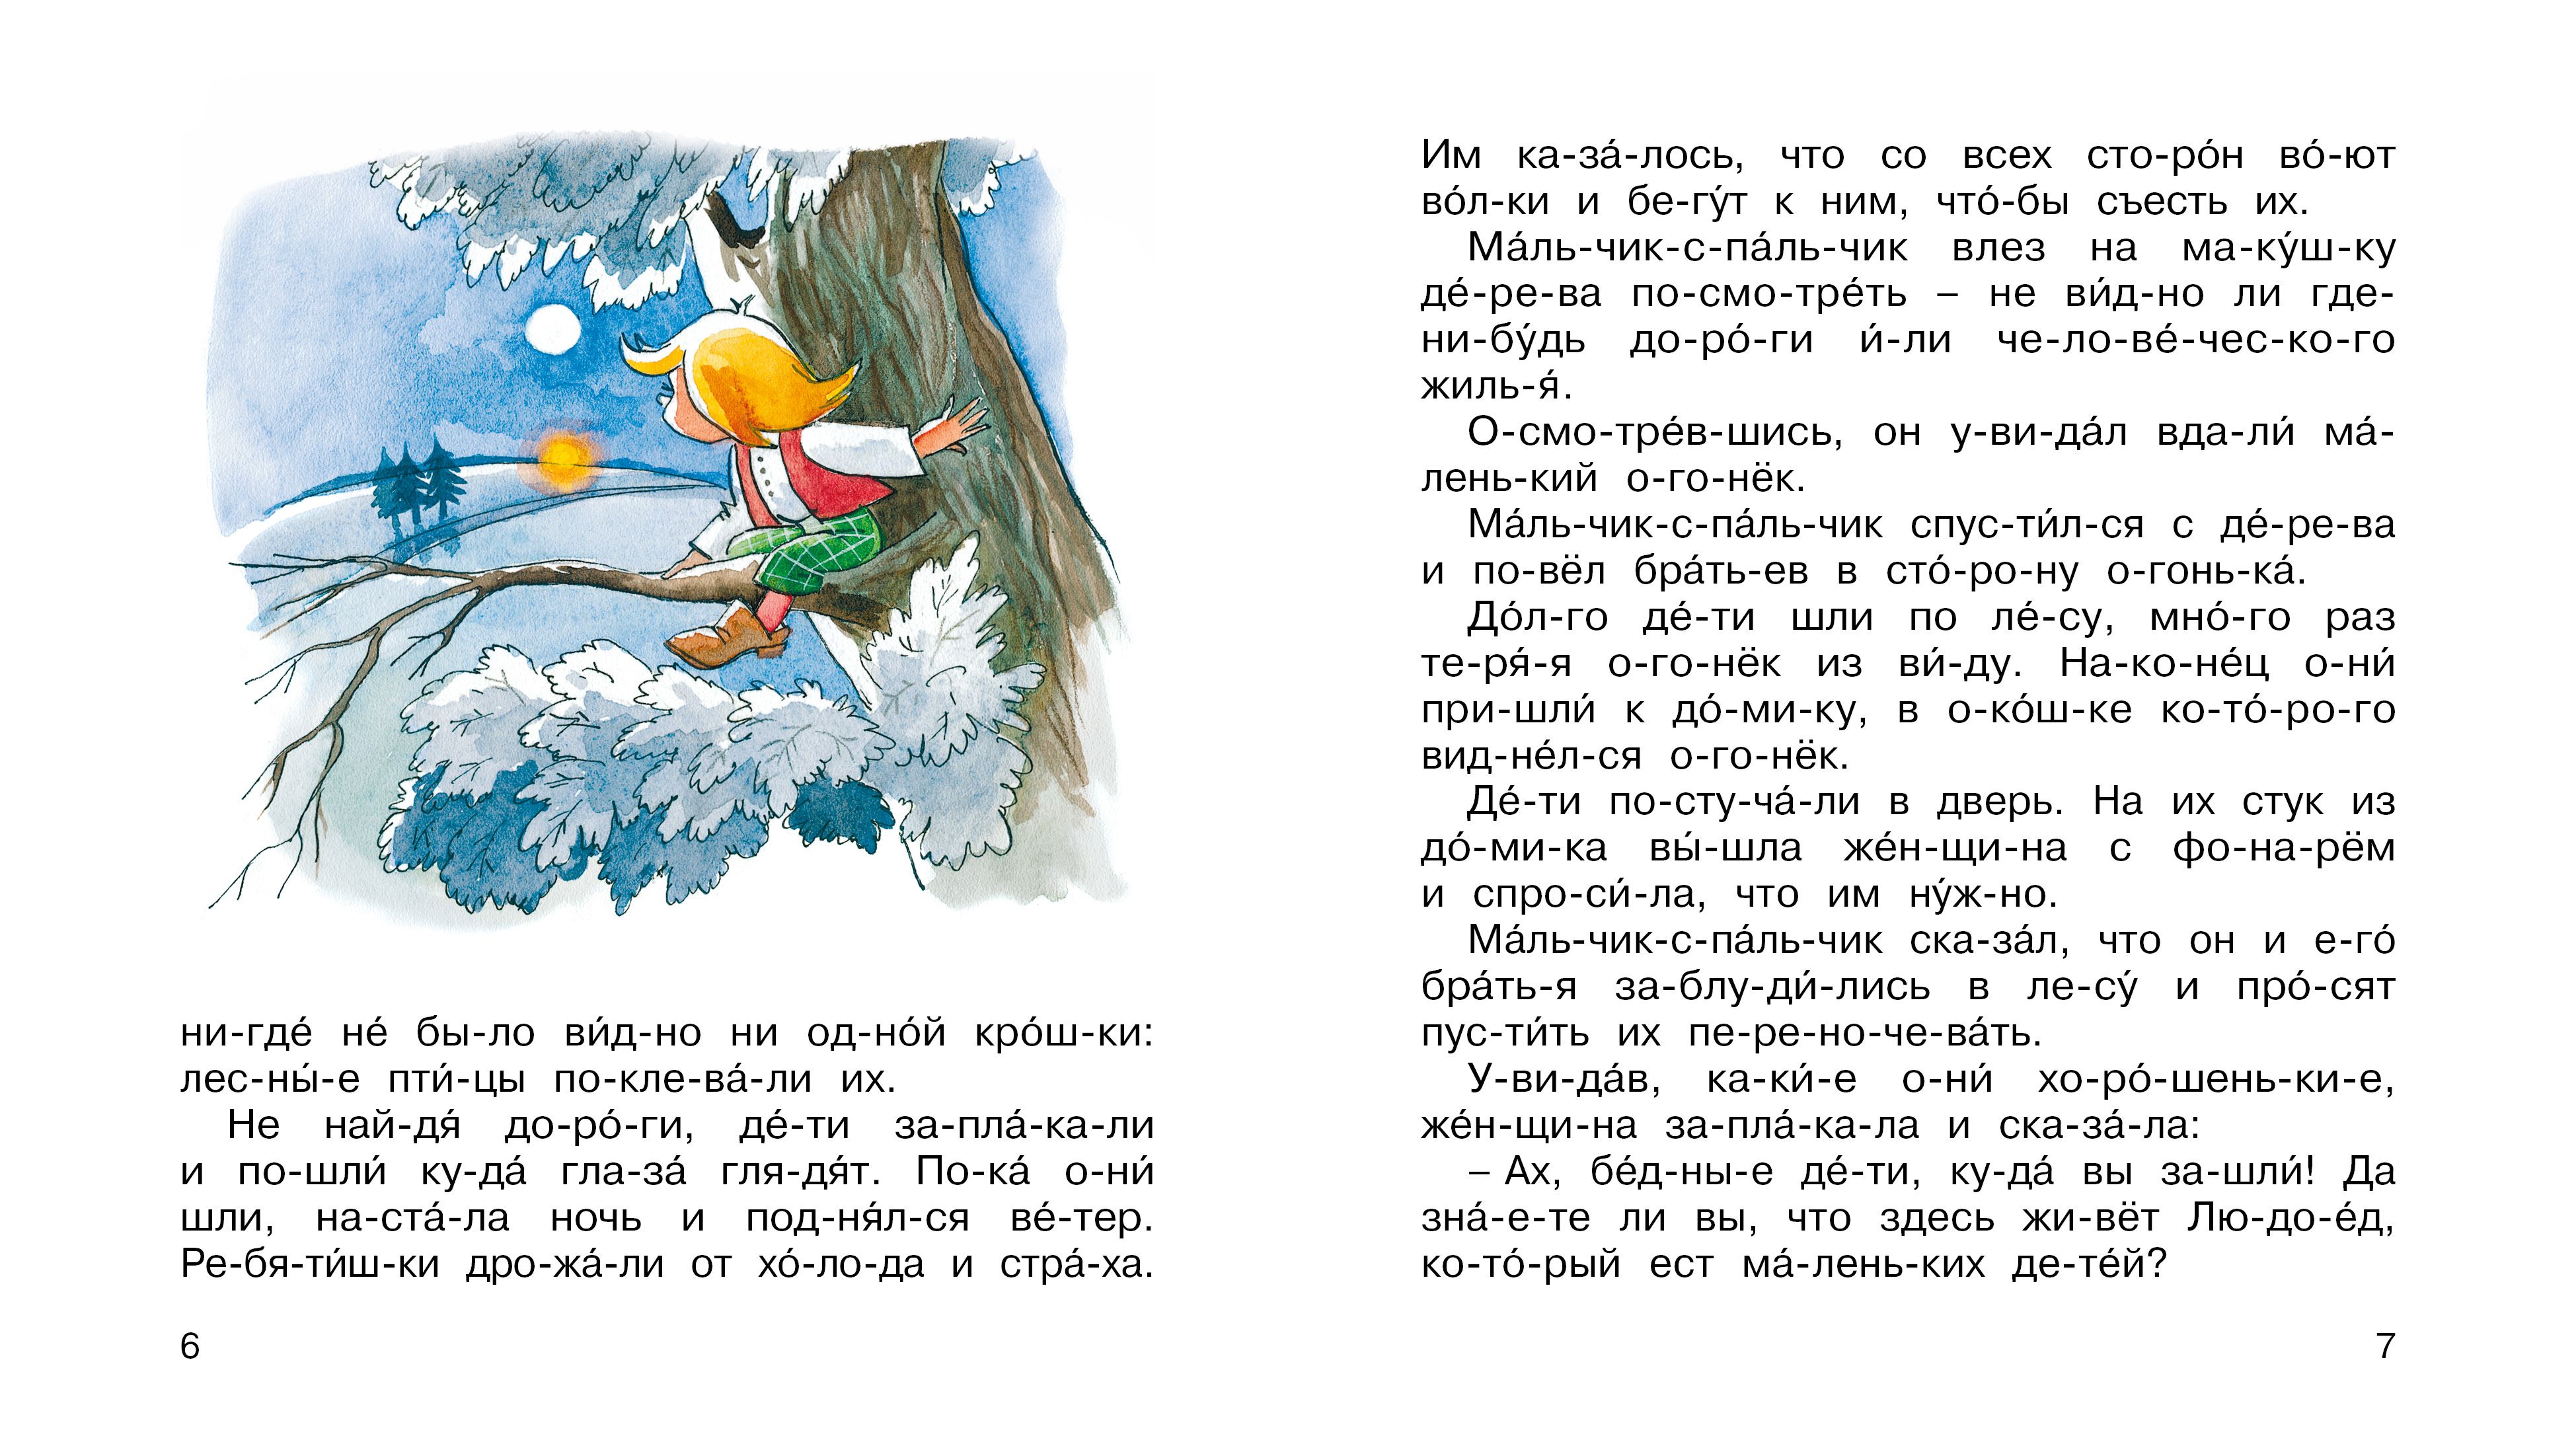 ни-где́ не́ бы-ло ви́д-но ни од-но́й кро́ш-ки:
лес-ны́-е пти́-цы по-кле-ва́-ли их.
Не най-дя́ до-ро́-ги, де́-ти за-пла́-ка-ли
и по-шли́ ку-да́ гла-за́ гля-дя́т. По-ка́ о-ни́
шли, на-ста́-ла ночь и под-ня́л-ся ве́-тер.
Ре-бя-ти́ш-ки дро-жа́-ли от хо́-ло-да и стра́-ха.
6
Им ка-за́-лось, что со всех сто-ро́н во́-ют
во́л-ки и бе-гу́т к ним, что́-бы съесть их.
Ма́ль-чик-с-па́ль-чик влез на ма-ку́ш-ку
де́-ре-ва по-смо-тре́ть – не ви́д-но ли где-
ни-бу́дь до-ро́-ги и́-ли че-ло-ве́-чес-ко-го
жиль-я́.
О-смо-тре́в-шись, он у-ви-да́л вда-ли́ ма́-
лень-кий о-го-нёк.
Ма́ль-чик-с-па́ль-чик спус-ти́л-ся с де́-ре-ва
и по-вёл бра́ть-ев в сто́-ро-ну о-гонь-ка́.
До́л-го де́-ти шли по ле́-су, мно́-го раз
те-ря́-я о-го-нёк из ви́-ду. На-ко-не́ц о-ни́
при-шли́ к до́-ми-ку, в о-ко́ш-ке ко-то́-ро-го
вид-не́л-ся о-го-нёк.
Де́-ти по-сту-ча́-ли в дверь. На их стук из
до́-ми-ка вы́-шла же́н-щи-на с фо-на-рём
и спро-си́-ла, что им ну́ж-но.
Ма́ль-чик-с-па́ль-чик ска-за́л, что он и е-го́
бра́ть-я за-блу-ди́-лись в ле-су́ и про́-сят
пус-ти́ть их пе-ре-но-че-ва́ть.
У-ви-да́в, ка-ки́-е о-ни́ хо-ро́-шень-ки-е,
же́н-щи-на за-пла́-ка-ла и ска-за́-ла:
– Ах, бе́д-ны-е де́-ти, ку-да́ вы за-шли́! Да
зна́-е-те ли вы, что здесь жи-вёт Лю-до-е́д,
ко-то́-рый ест ма́-лень-ких де-те́й?
7